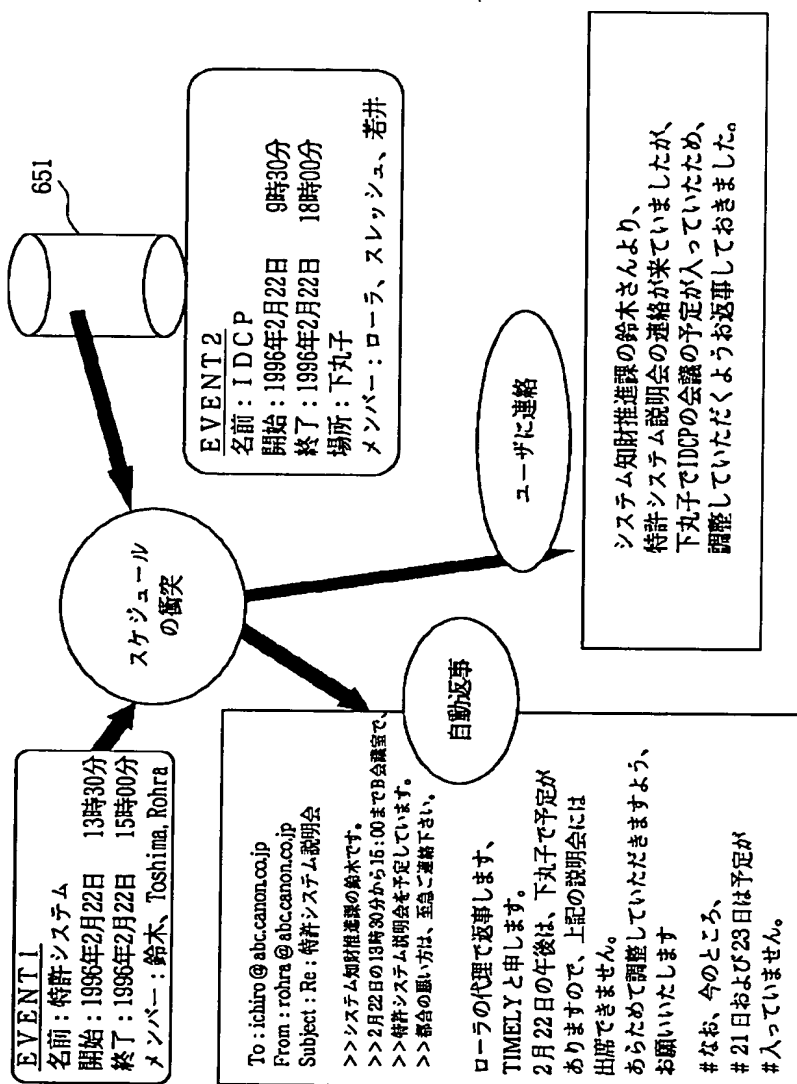 EVENT1
名前:特許システム
開始:1996年2月22日 13時30分
終了:1996年2月22日 15時00分
メンバー:鈴木、Toshima, Rohra
651
EVENT2
名前:IDCP
開始:1996年2月22日 9時30分
終了:1996年2月22日 18時00分
場所:下丸子
メンバー:ローラ、スレッシュ、若井
スケジュール
の衝突
自動返事
To : ichiro@abc.canon.co.jp
From : rohra@abc.canon.co.jp
Subject : Re : 特許システム説明会
>>システム知財推進課の鈴木です。
>>2月22日の13時30分から15:00までB会議室で、
>>特許システム説明会を予定しています。
>>都合の悪い方は、至急ご連絡下さい。
ローラの代理で返事します、
TIMELYと申します。
2月22日の午後は、下丸子で予定が
ありますので、上記の説明会には
出席できません。
あらためて調整していただきますよう、
お願いいたします
#なお、今のところ、
#21日および23日は予定が
#入っていません。
ユーザに連絡
システム知財推進課の鈴木さんより、
特許システム説明会の連絡が来ていましたが、
下丸子でIDCPの会議の予定が入っていたため、
調整していただくようお返事しておきました。